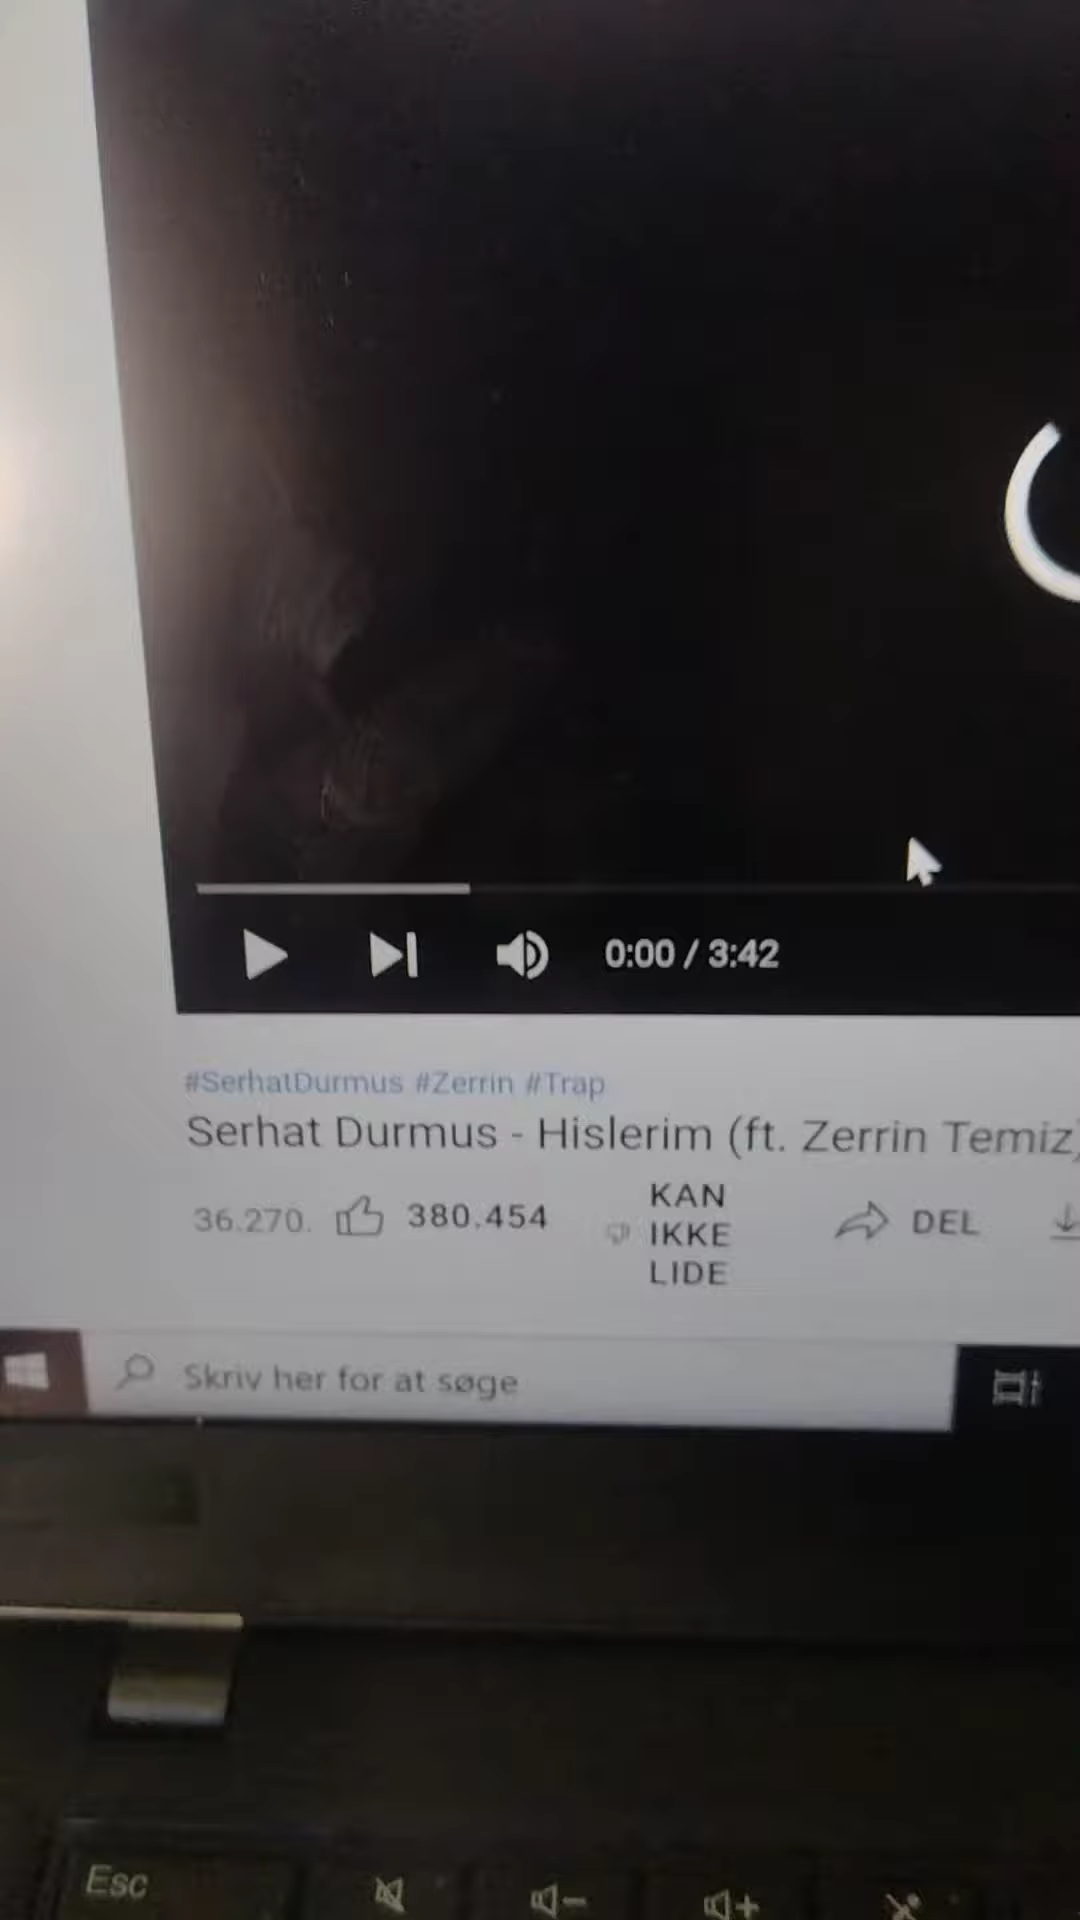 0:00 / 3:42
#SerhatDurmus #Zerrin #Trap
Serhat Durmus - Hislerim (ft. Zerrin Temiz)
36.270.
380.454
KAN
IKKE
LIDE
DEL
Skriv her for at søge
Esc